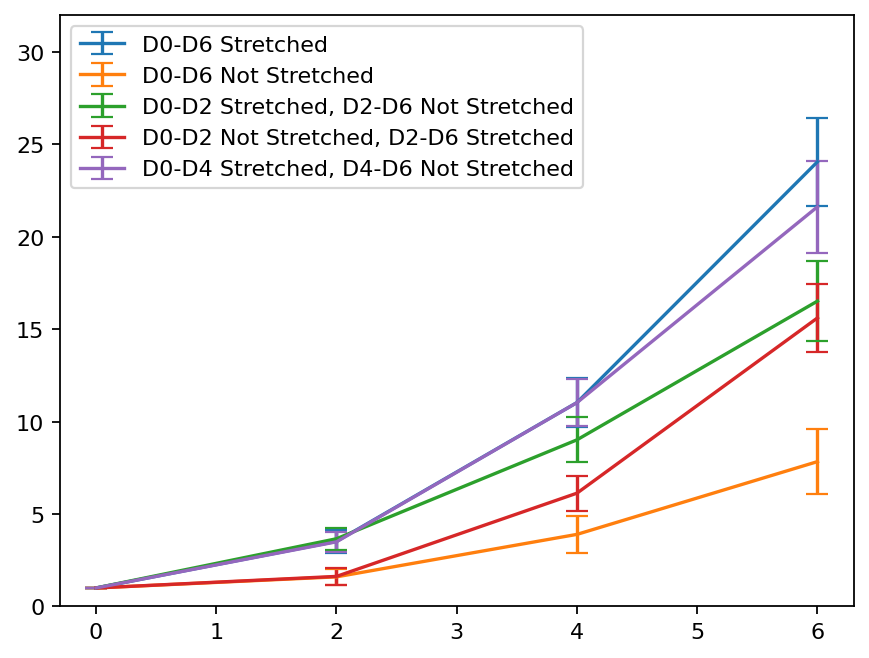 30
25
20
15
10
5
0
D0-D6 Stretched
D0-D6 Not Stretched
D0-D2 Stretched, D2-D6 Not Stretched
D0-D2 Not Stretched, D2-D6 Stretched
D0-D4 Stretched, D4-D6 Not Stretched
0 1 2 3 4 5 6